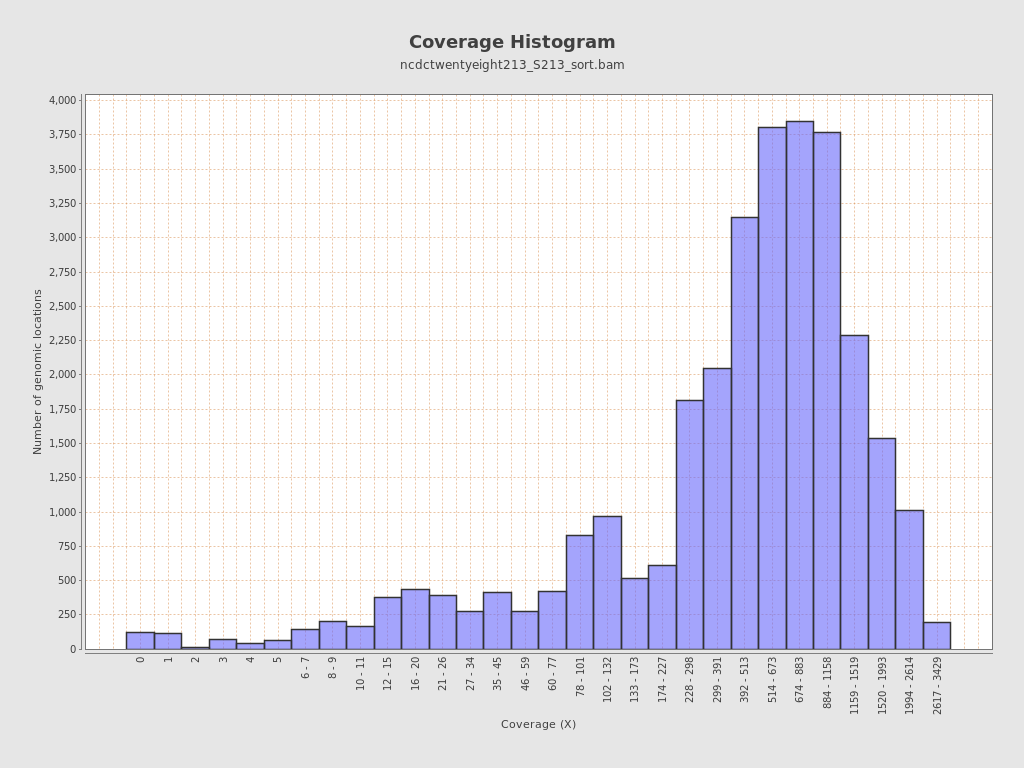 Coverage Histogram
ncdctwentyeight213_S213_sort.bam
Number of genomic locations
4,000
3,750
3,500
3,250
3,000
2,750
2,500
2,250
2,000
1,750
1,500
1,250
1,000
750
500
250
0
0
1
2
3
4
5
6 - 7
8 - 9
10 - 11
12 - 15
16 - 20
21 - 26
27 - 34
35 - 45
46 - 59
60 - 77
78 - 101
102 - 132
133 - 173
174 - 227
228 - 298
299 - 391
392 - 513
514 - 673
674 - 883
884 - 1158
1159 - 1519
1520 - 1993
1994 - 2614
2617 - 3429
Coverage (X)